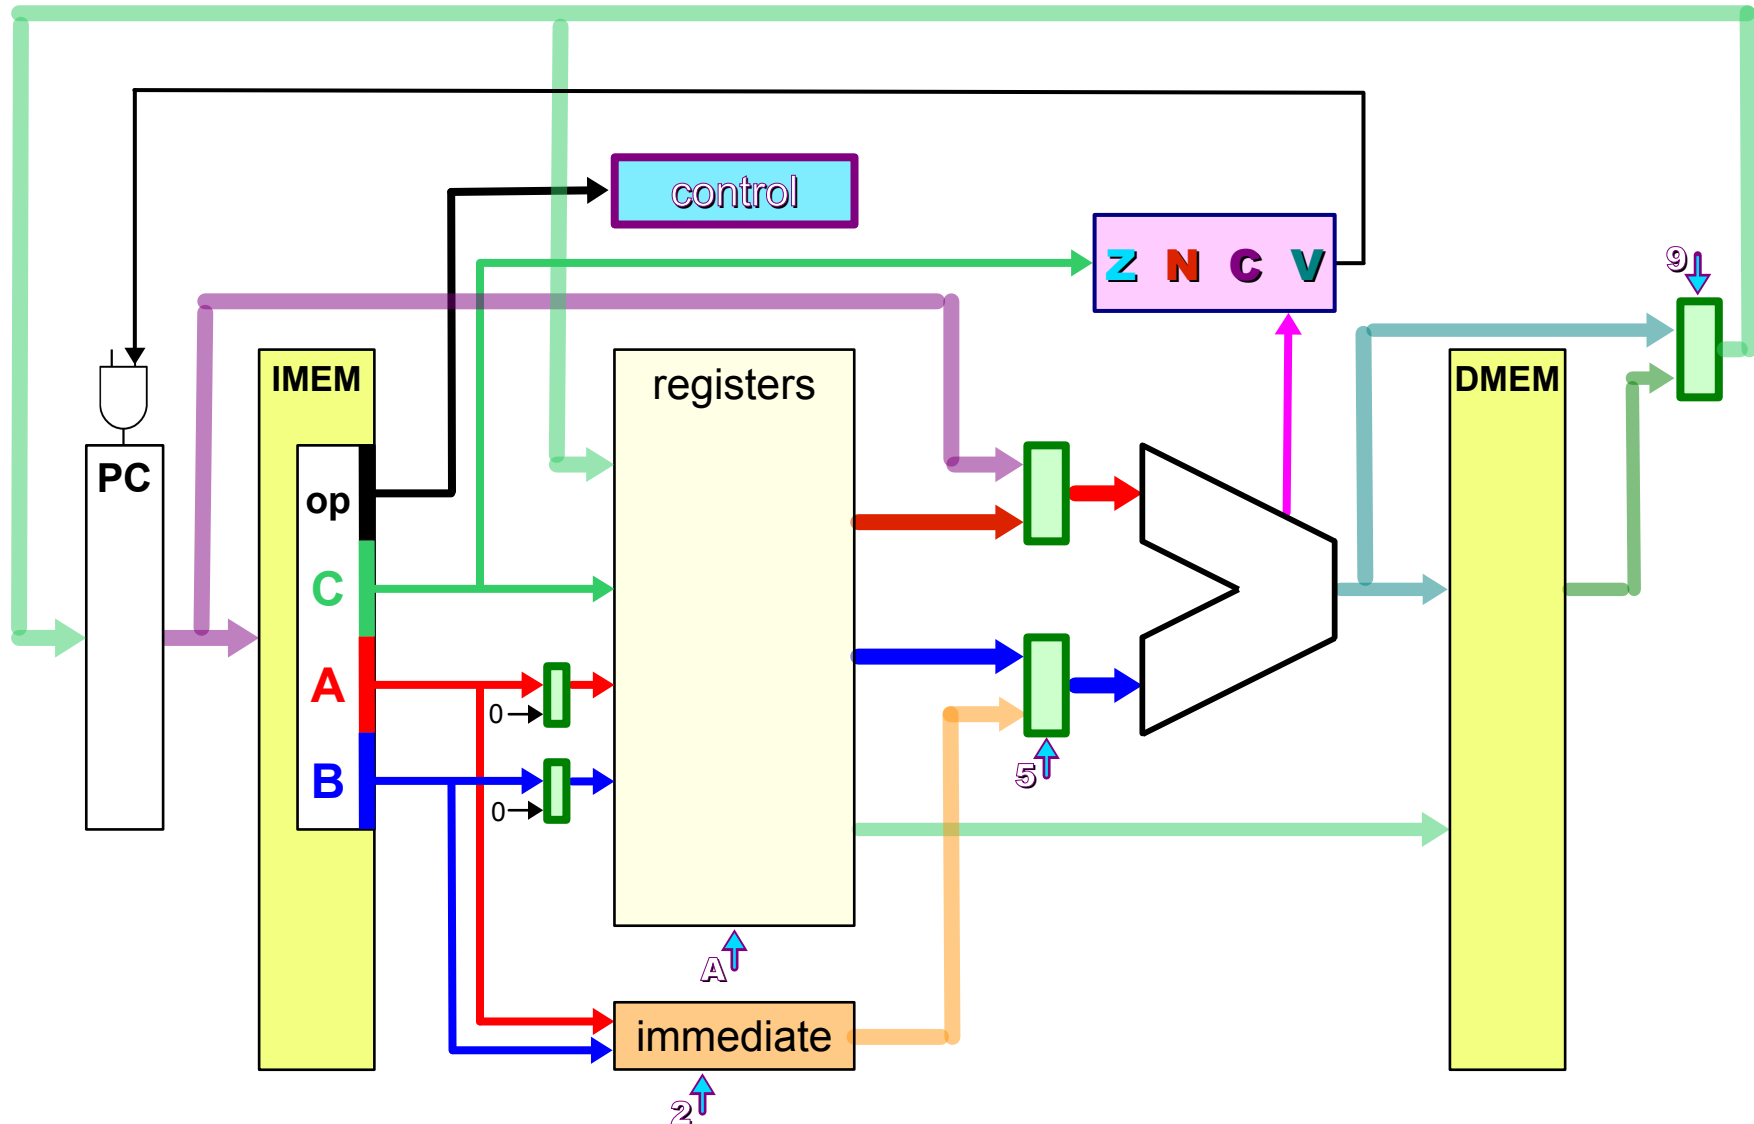 control
Z N C V
9
IMEM
registers
DMEM
PC
op
C
A
0
B
0
5
A
immediate
2